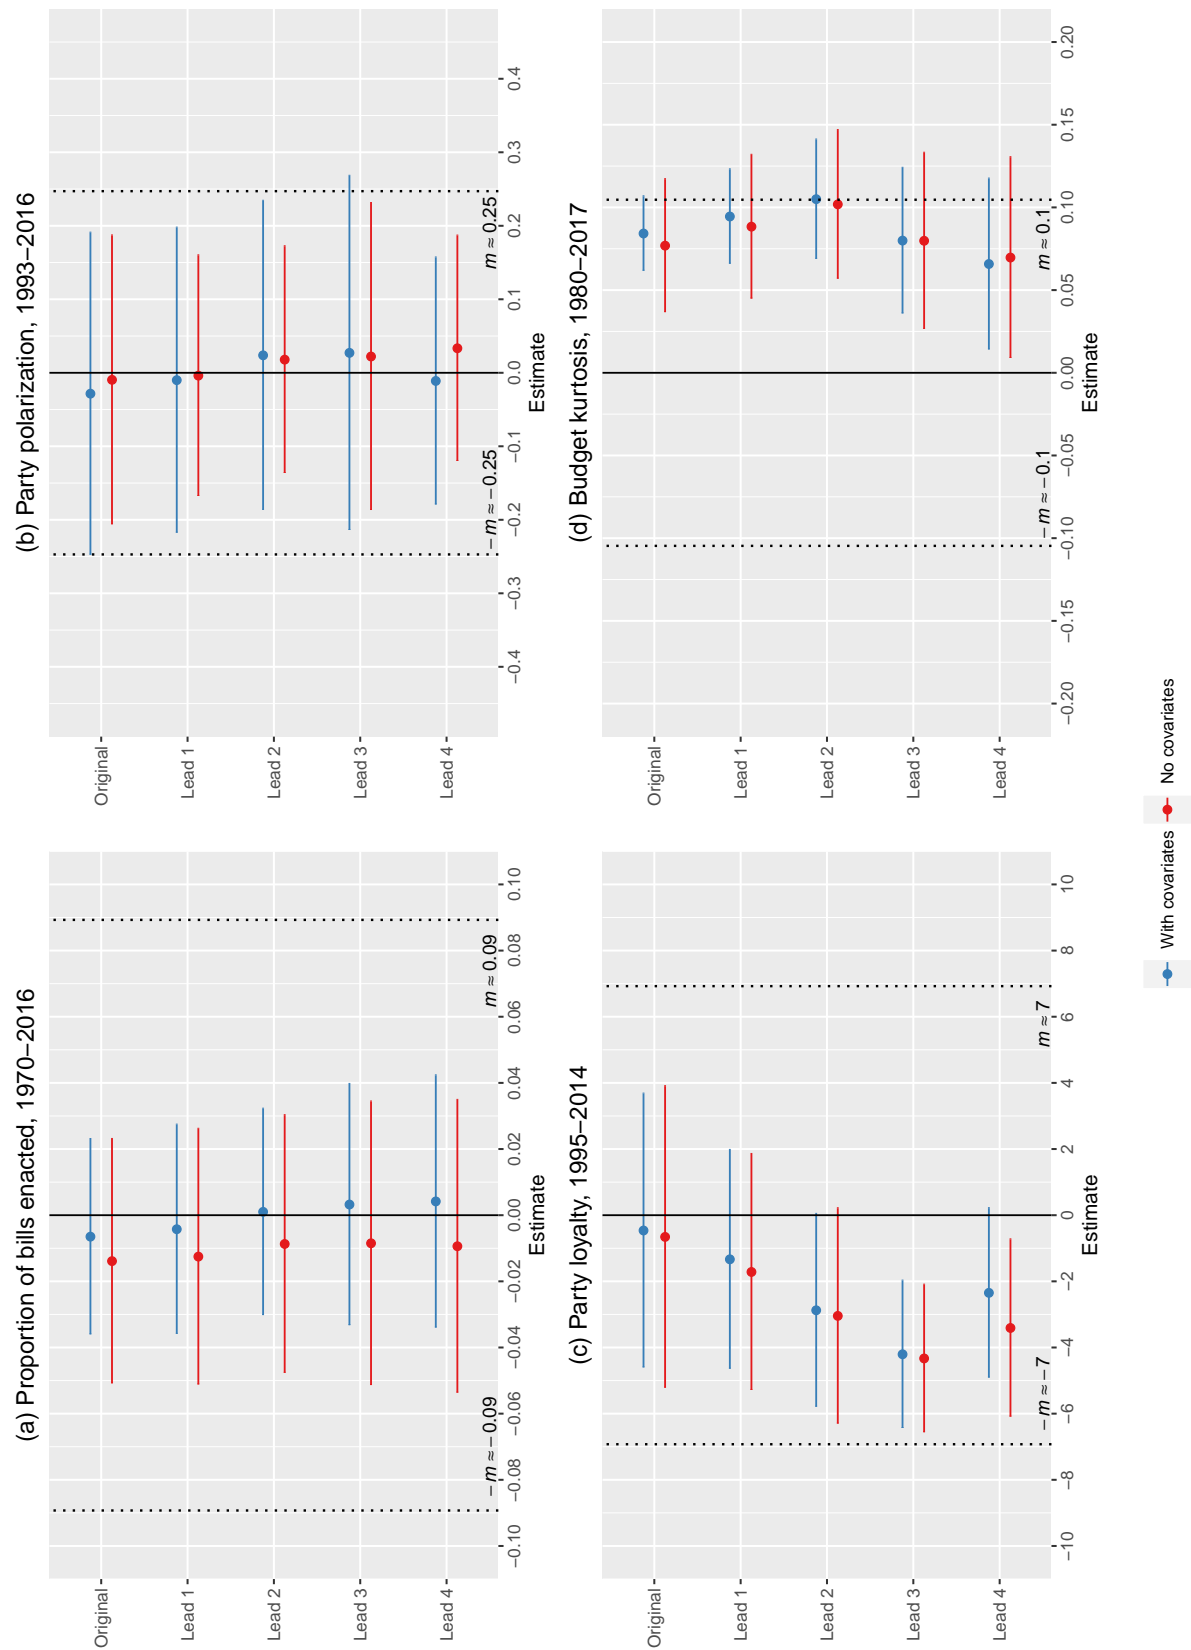 (a) Proportion of bills enacted, 1970–2016
Original
Lead 1
Lead 2
Lead 3
Lead 4
−m ≈ −0.09
m ≈ 0.09
−0.10 −0.08 −0.06 −0.04 −0.02 0.00 0.02 0.04 0.06 0.08 0.10
Estimate
(b) Party polarization, 1993–2016
Original
Lead 1
Lead 2
Lead 3
Lead 4
−m ≈ −0.25
m ≈ 0.25
−0.4 −0.3 −0.2 −0.1 0.0 0.1 0.2 0.3 0.4
Estimate
(c) Party loyalty, 1995–2014
Original
Lead 1
Lead 2
Lead 3
Lead 4
−m ≈ −7
m ≈ 7
−10 −8 −6 −4 −2 0 2 4 6 8 10
Estimate
(d) Budget kurtosis, 1980–2017
Original
Lead 1
Lead 2
Lead 3
Lead 4
−m ≈ −0.1
m ≈ 0.1
−0.20 −0.15 −0.10 −0.05 0.00 0.05 0.10 0.15 0.20
Estimate
With covariates No covariates